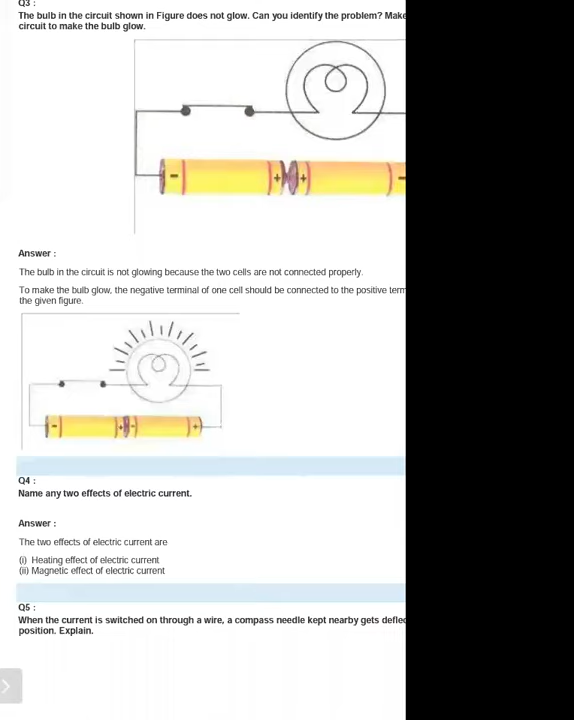 Q3 :
The bulb in the circuit shown in Figure does not glow. Can you identify the problem? Make
circuit to make the bulb glow.
- + + -
Answer :
The bulb in the circuit is not glowing because the two cells are not connected properly.
To make the bulb glow, the negative terminal of one cell should be connected to the positive term
the given figure.
- + - +
Q4 :
Name any two effects of electric current.
Answer :
The two effects of electric current are
(i) Heating effect of electric current
(ii) Magnetic effect of electric current
Q5 :
When the current is switched on through a wire, a compass needle kept nearby gets deflec
position. Explain.